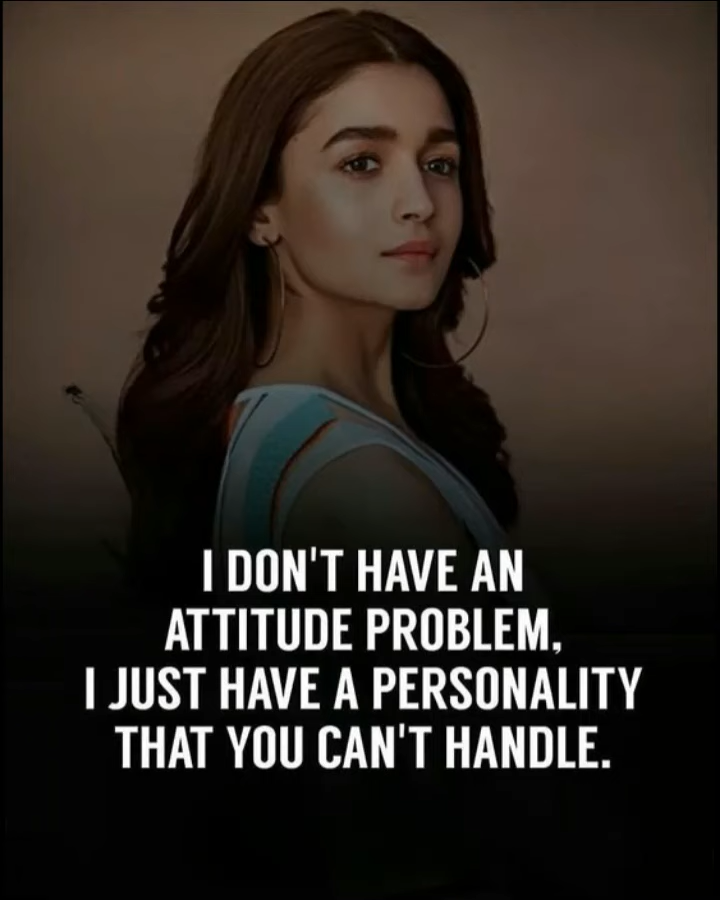 I DON'T HAVE AN
ATTITUDE PROBLEM,
I JUST HAVE A PERSONALITY
THAT YOU CAN'T HANDLE.